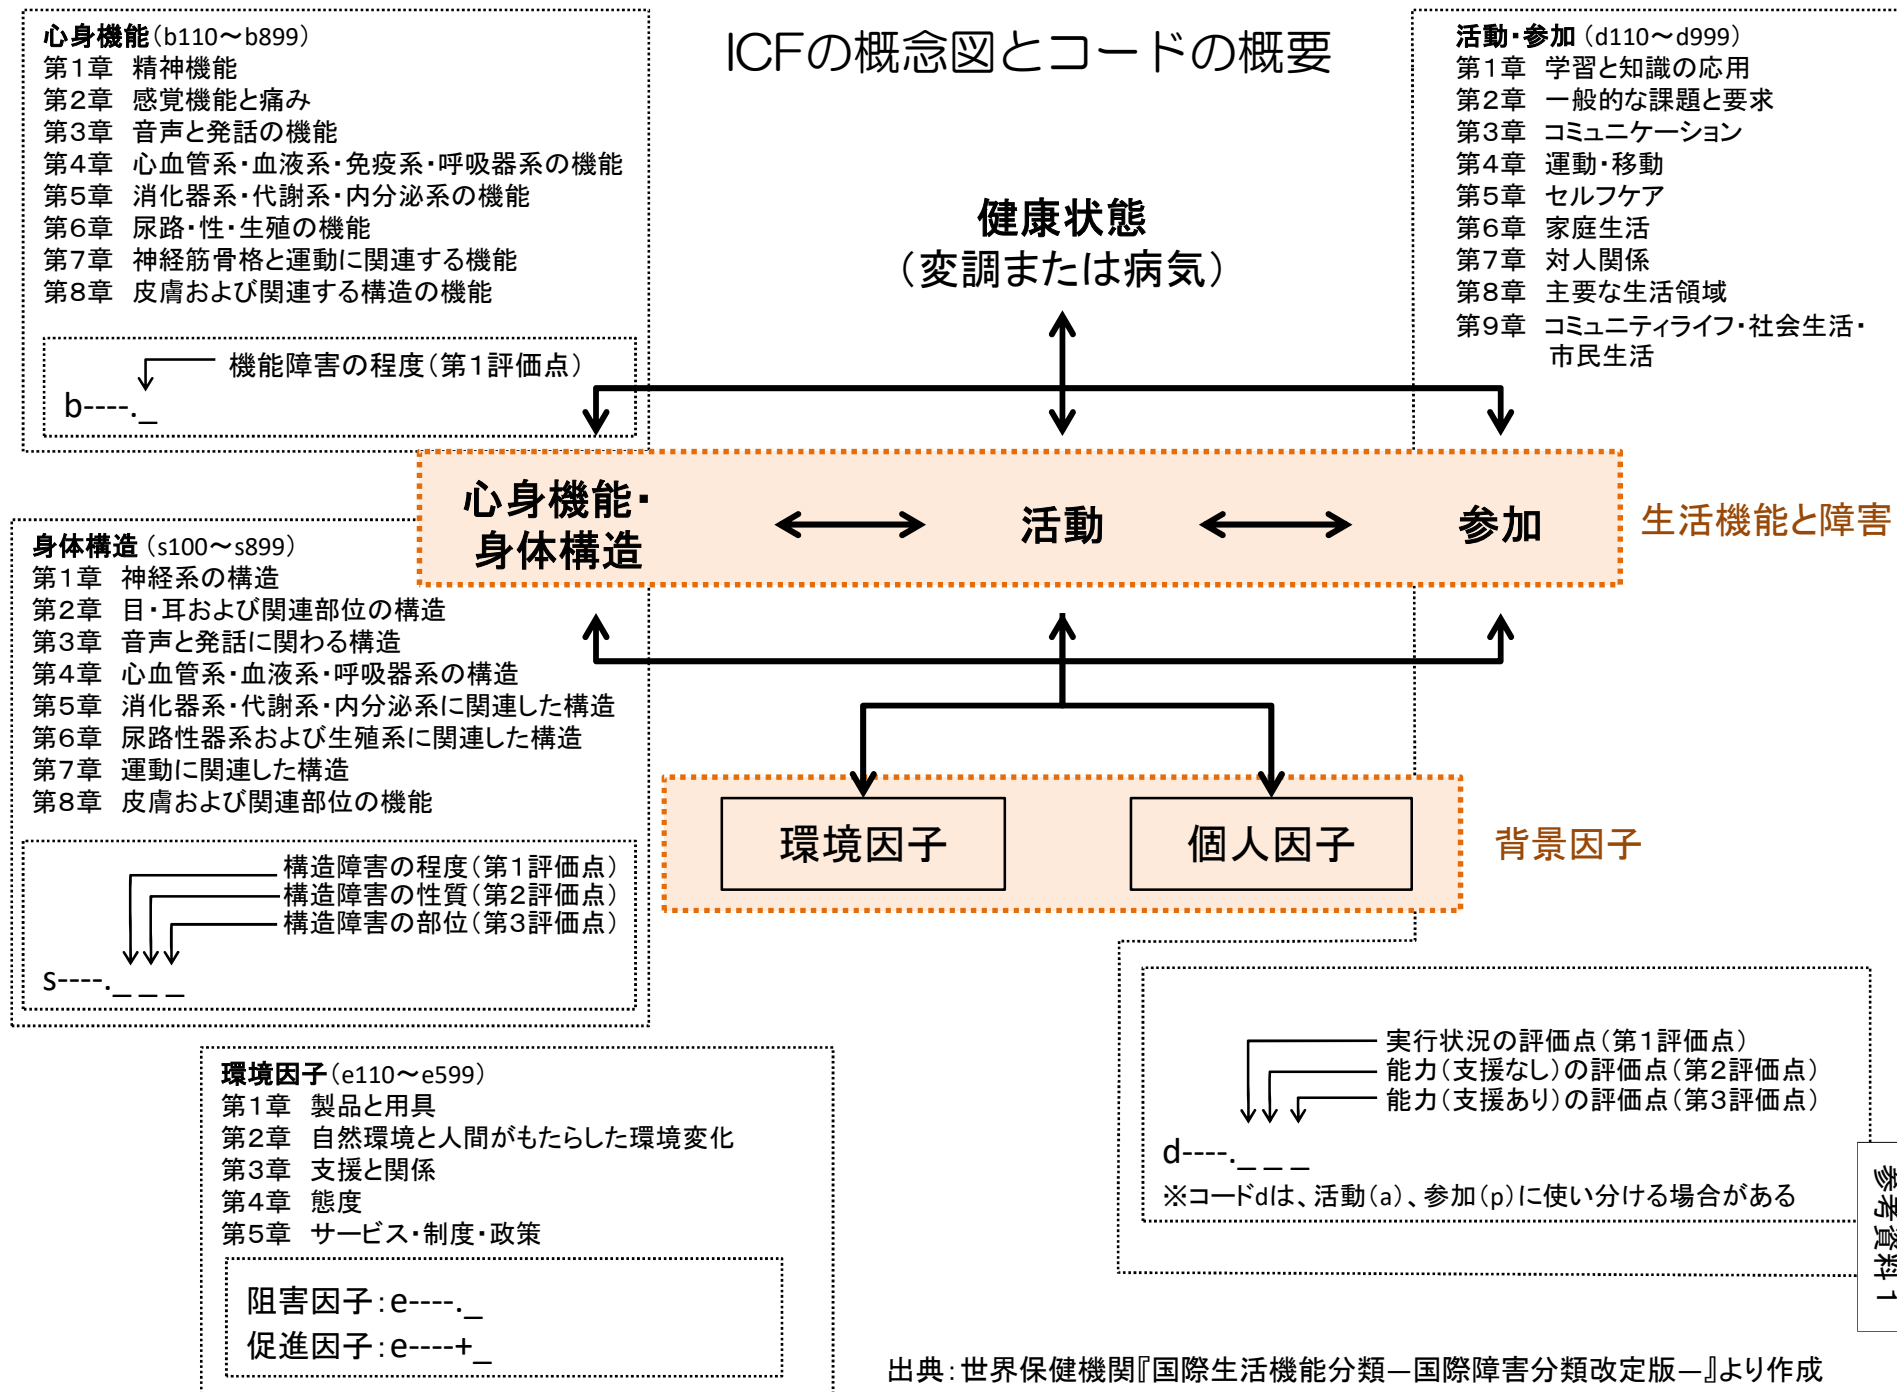 ICFの概念図とコードの概要
心身機能(b110～b899)
第1章 精神機能
第2章 感覚機能と痛み
第3章 音声と発話の機能
第4章 心血管系・血液系・免疫系・呼吸器系の機能
第5章 消化器系・代謝系・内分泌系の機能
第6章 尿路・性・生殖の機能
第7章 神経筋骨格と運動に関連する機能
第8章 皮膚および関連する構造の機能
機能障害の程度(第1評価点)
b----._
活動・参加(d110～d999)
第1章 学習と知識の応用
第2章 一般的な課題と要求
第3章 コミュニケーション
第4章 運動・移動
第5章 セルフケア
第6章 家庭生活
第7章 対人関係
第8章 主要な生活領域
第9章 コミュニティライフ・社会生活・
市民生活
健康状態
(変調または病気)
心身機能・
身体構造
活動
参加
生活機能と障害
身体構造(s100～s899)
第1章 神経系の構造
第2章 目・耳および関連部位の構造
第3章 音声と発話に関わる構造
第4章 心血管系・血液系・呼吸器系の構造
第5章 消化器系・代謝系・内分泌系に関連した構造
第6章 尿路性器系および生殖系に関連した構造
第7章 運動に関連した構造
第8章 皮膚および関連部位の機能
構造障害の程度(第1評価点)
構造障害の性質(第2評価点)
構造障害の部位(第3評価点)
s----._ _ _
環境因子
個人因子
背景因子
実行状況の評価点(第1評価点)
能力(支援なし)の評価点(第2評価点)
能力(支援あり)の評価点(第3評価点)
d----._ _ _
※コードdは、活動(a)、参加(p)に使い分ける場合がある
参考資料1
環境因子(e110～e599)
第1章 製品と用具
第2章 自然環境と人間がもたらした環境変化
第3章 支援と関係
第4章 態度
第5章 サービス・制度・政策
阻害因子:e----._
促進因子:e----+_
出典:世界保健機関『国際生活機能分類―国際障害分類改定版―』より作成